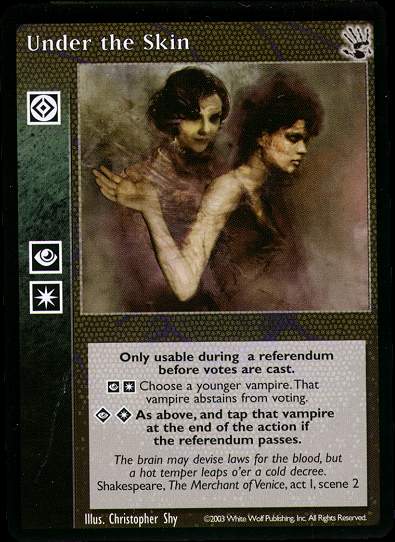 Under the Skin
Only usable during a referendum
before votes are cast.
Choose a younger vampire. That
vampire abstains from voting.
As above, and tap that vampire
at the end of the action if
the referendum passes.
The brain may devise laws for the blood, but
a hot temper leaps o'er a cold decree.
Shakespeare, The Merchant of Venice, act 1, scene 2
Illus. Christopher Shy
©2003 White Wolf Publishing, Inc. All Rights Reserved.